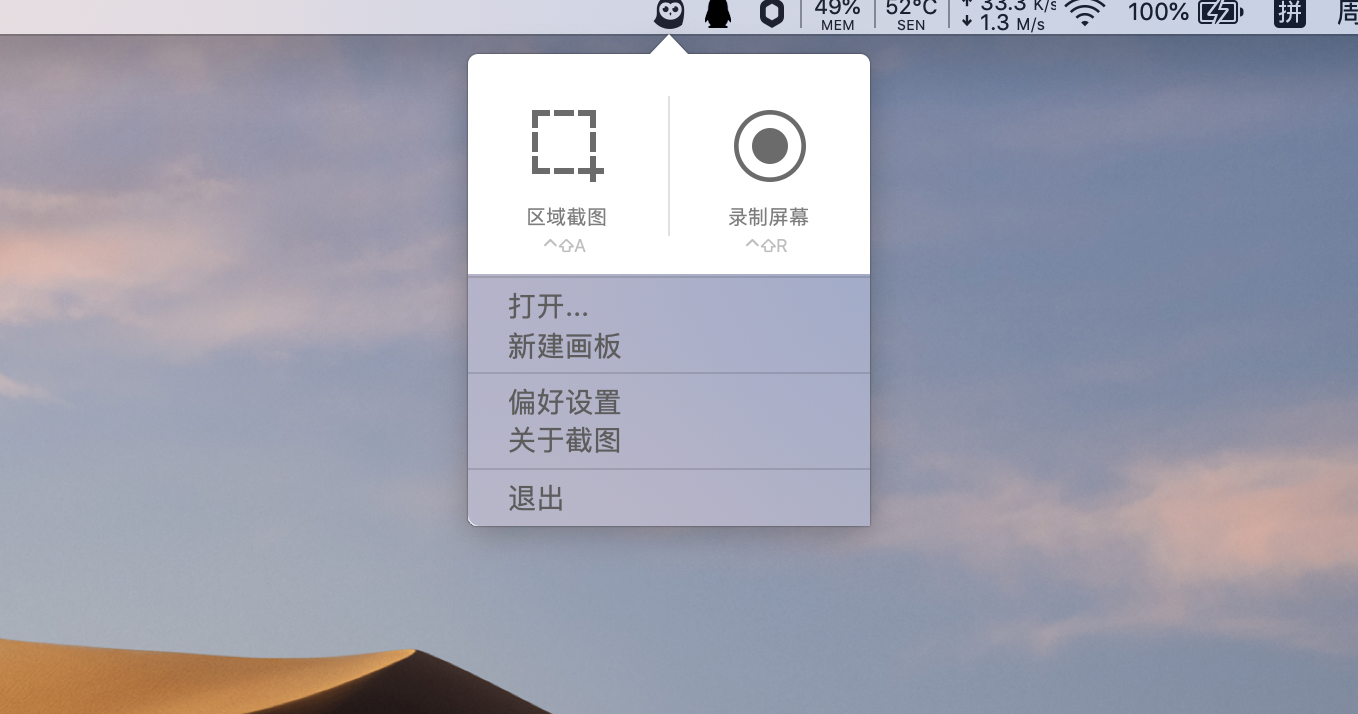 49% 52°C 33.3 K/s 100% 拼 周
MEM SEN 1.3 M/s
区域截图 录制屏幕
^⇧A ^⇧R
打开...
新建画板
偏好设置
关于截图
退出